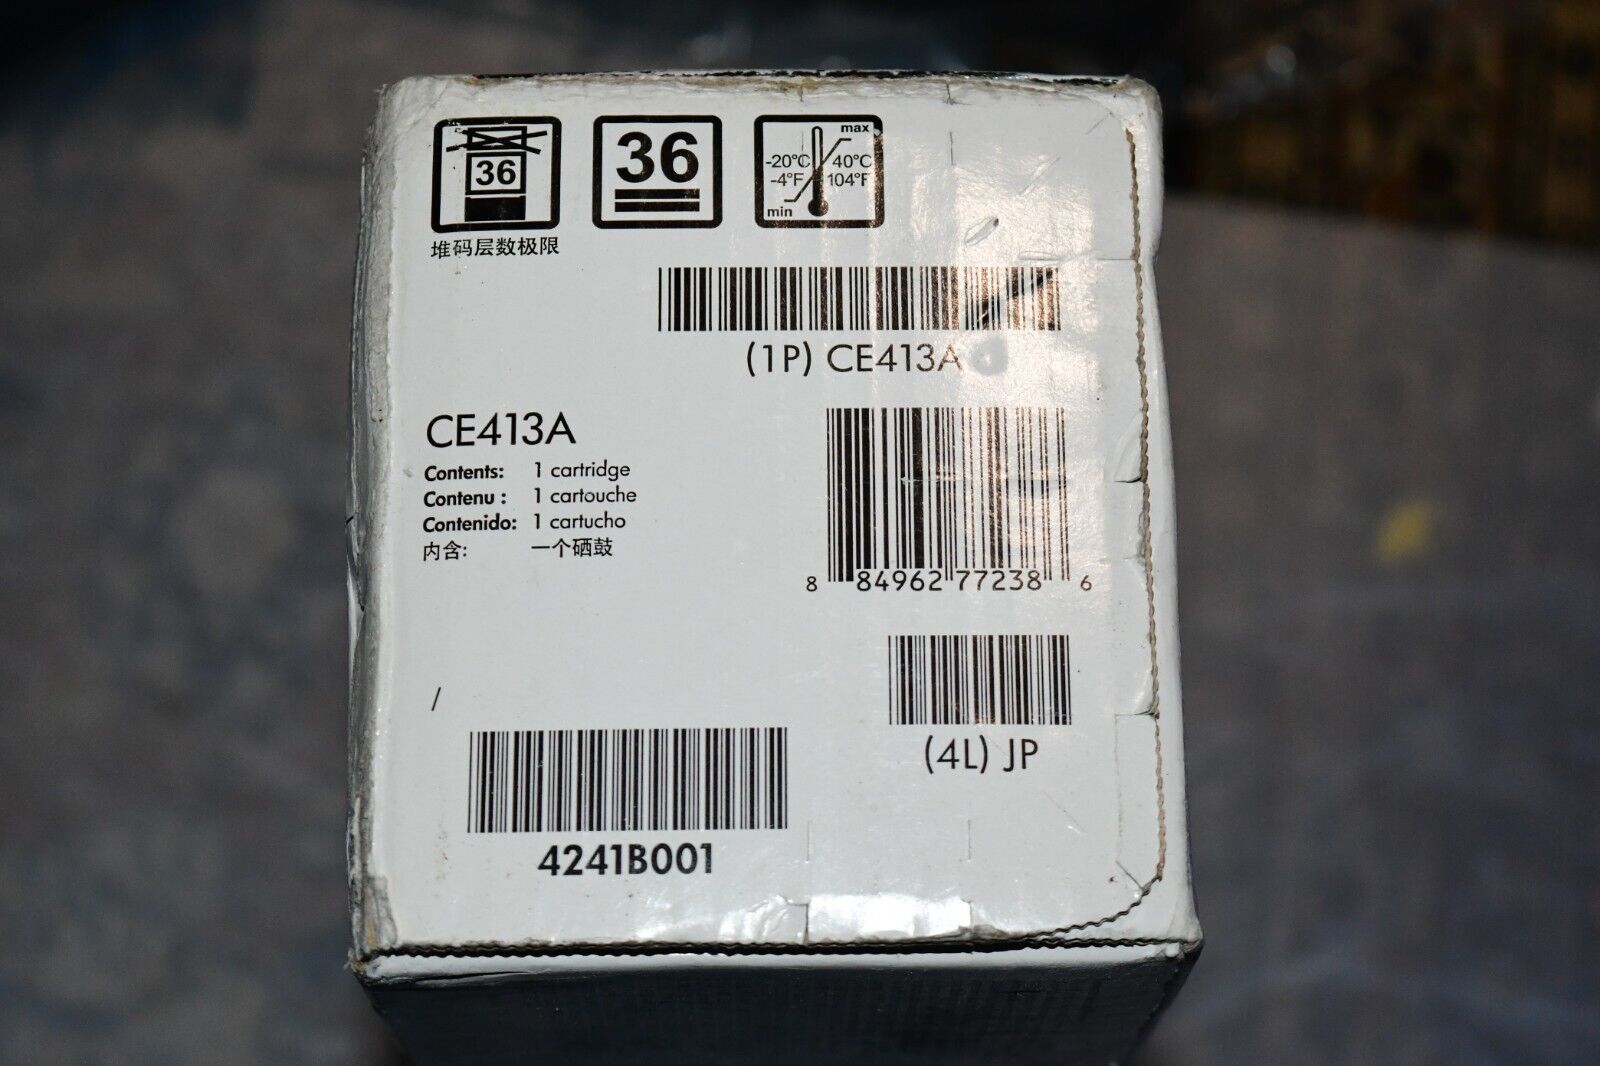 36
36
max
-20°C 40°C
-4°F 104°F
min
堆码层数极限
(1P) CE413A
CE413A
Contents: 1 cartridge
Contenu : 1 cartouche
Contenido: 1 cartucho
内含: 一个硒鼓
8 84962 77238 6
/
(4L) JP
4241B001